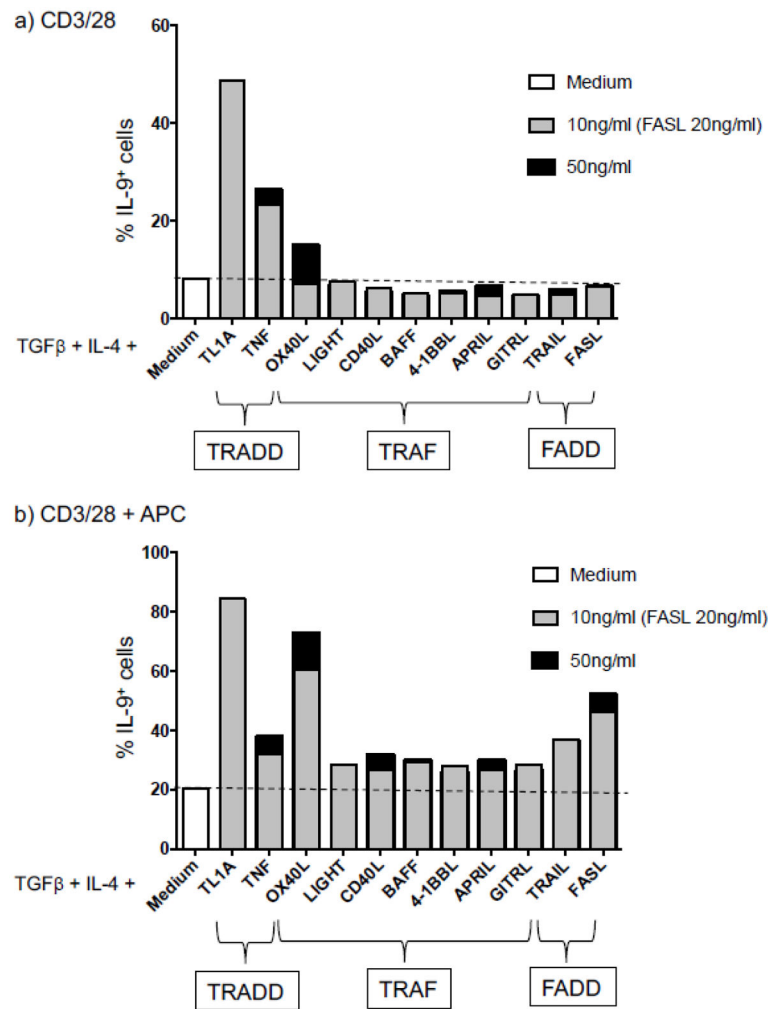 a) CD3/28
60
40
20
0
% IL-9+ cells
Medium
10ng/ml (FASL 20ng/ml)
50ng/ml
TGFβ + IL-4 +
Medium
TL1A
TNF
OX40L
LIGHT
CD40L
BAFF
4-1BBL
APRIL
GITRL
TRAIL
FASL
TRADD
TRAF
FADD
b) CD3/28 + APC
100
80
60
40
20
0
% IL-9+ cells
Medium
10ng/ml (FASL 20ng/ml)
50ng/ml
TGFβ + IL-4 +
Medium
TL1A
TNF
OX40L
LIGHT
CD40L
BAFF
4-1BBL
APRIL
GITRL
TRAIL
FASL
TRADD
TRAF
FADD